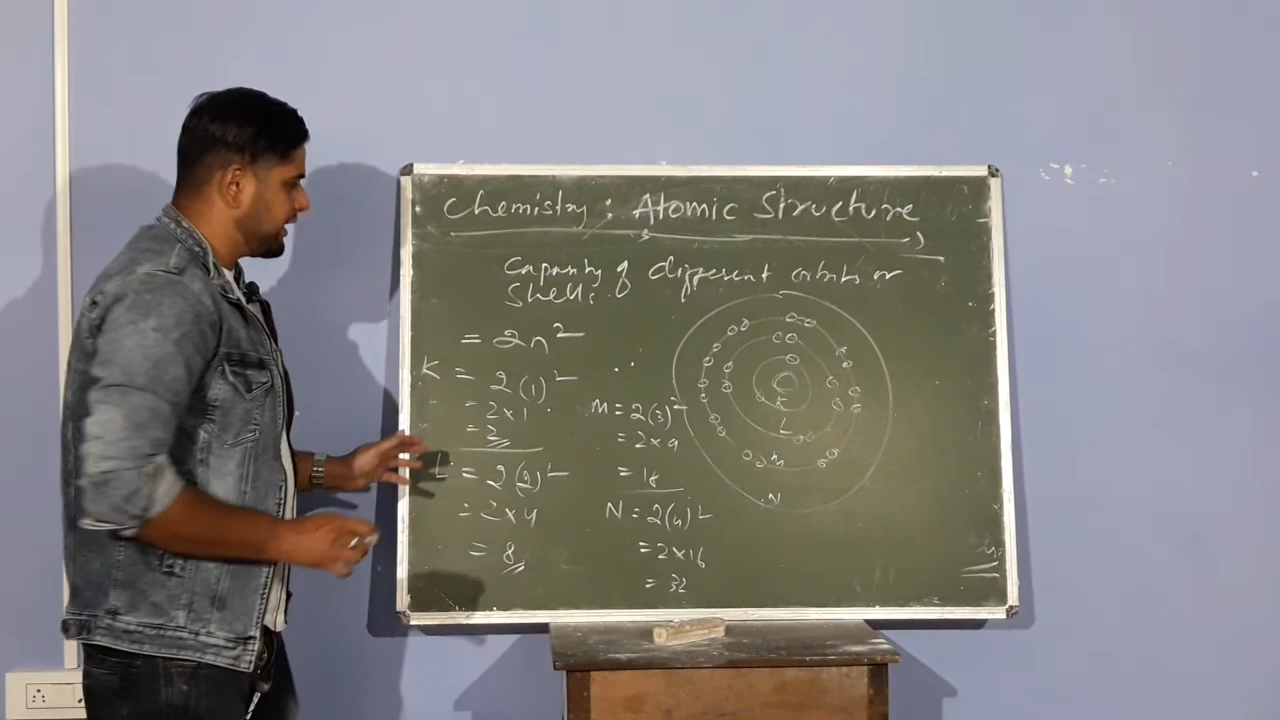 Chemistry: Atomic Structure
Capasity of different orbits or
Shells.
= 2n²
K = 2(1)²
= 2×1
= 2
L = 2(2)²
= 2×4
= 8
M = 2(3)²
= 2×9
= 18
N = 2(4)²
= 2×16
= 32
K
L
M
N